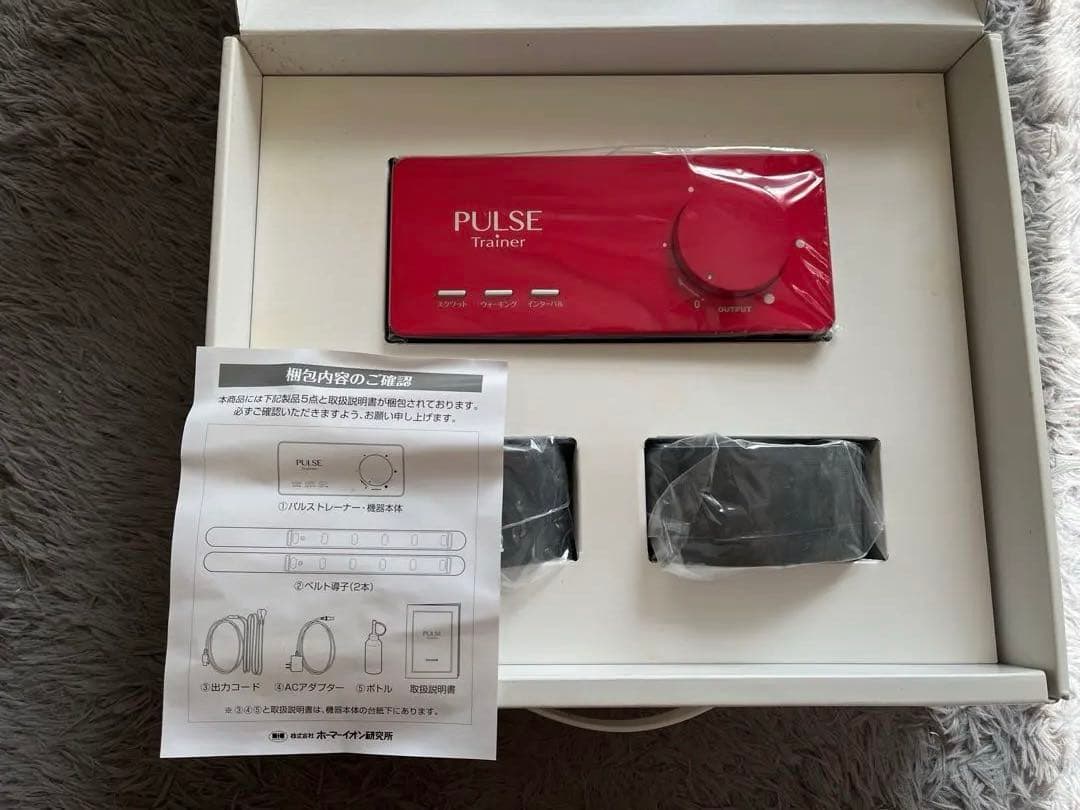 PULSE
Trainer
スクワット ウォーキング インターバル
0
OUTPUT
梱包内容のご確認
本商品には下記製品5点と取扱説明書が梱包されております。
必ずご確認いただきますよう、お願い申し上げます。
PULSE
Trainer
①パルストレーナー・機器本体
②ベルト導子(2本)
PULSE
③出力コード ④ACアダプター ⑤ボトル 取扱説明書
※③④⑤と取扱説明書は、機器本体の台紙下にあります。
株式会社 ホーマーイオン研究所